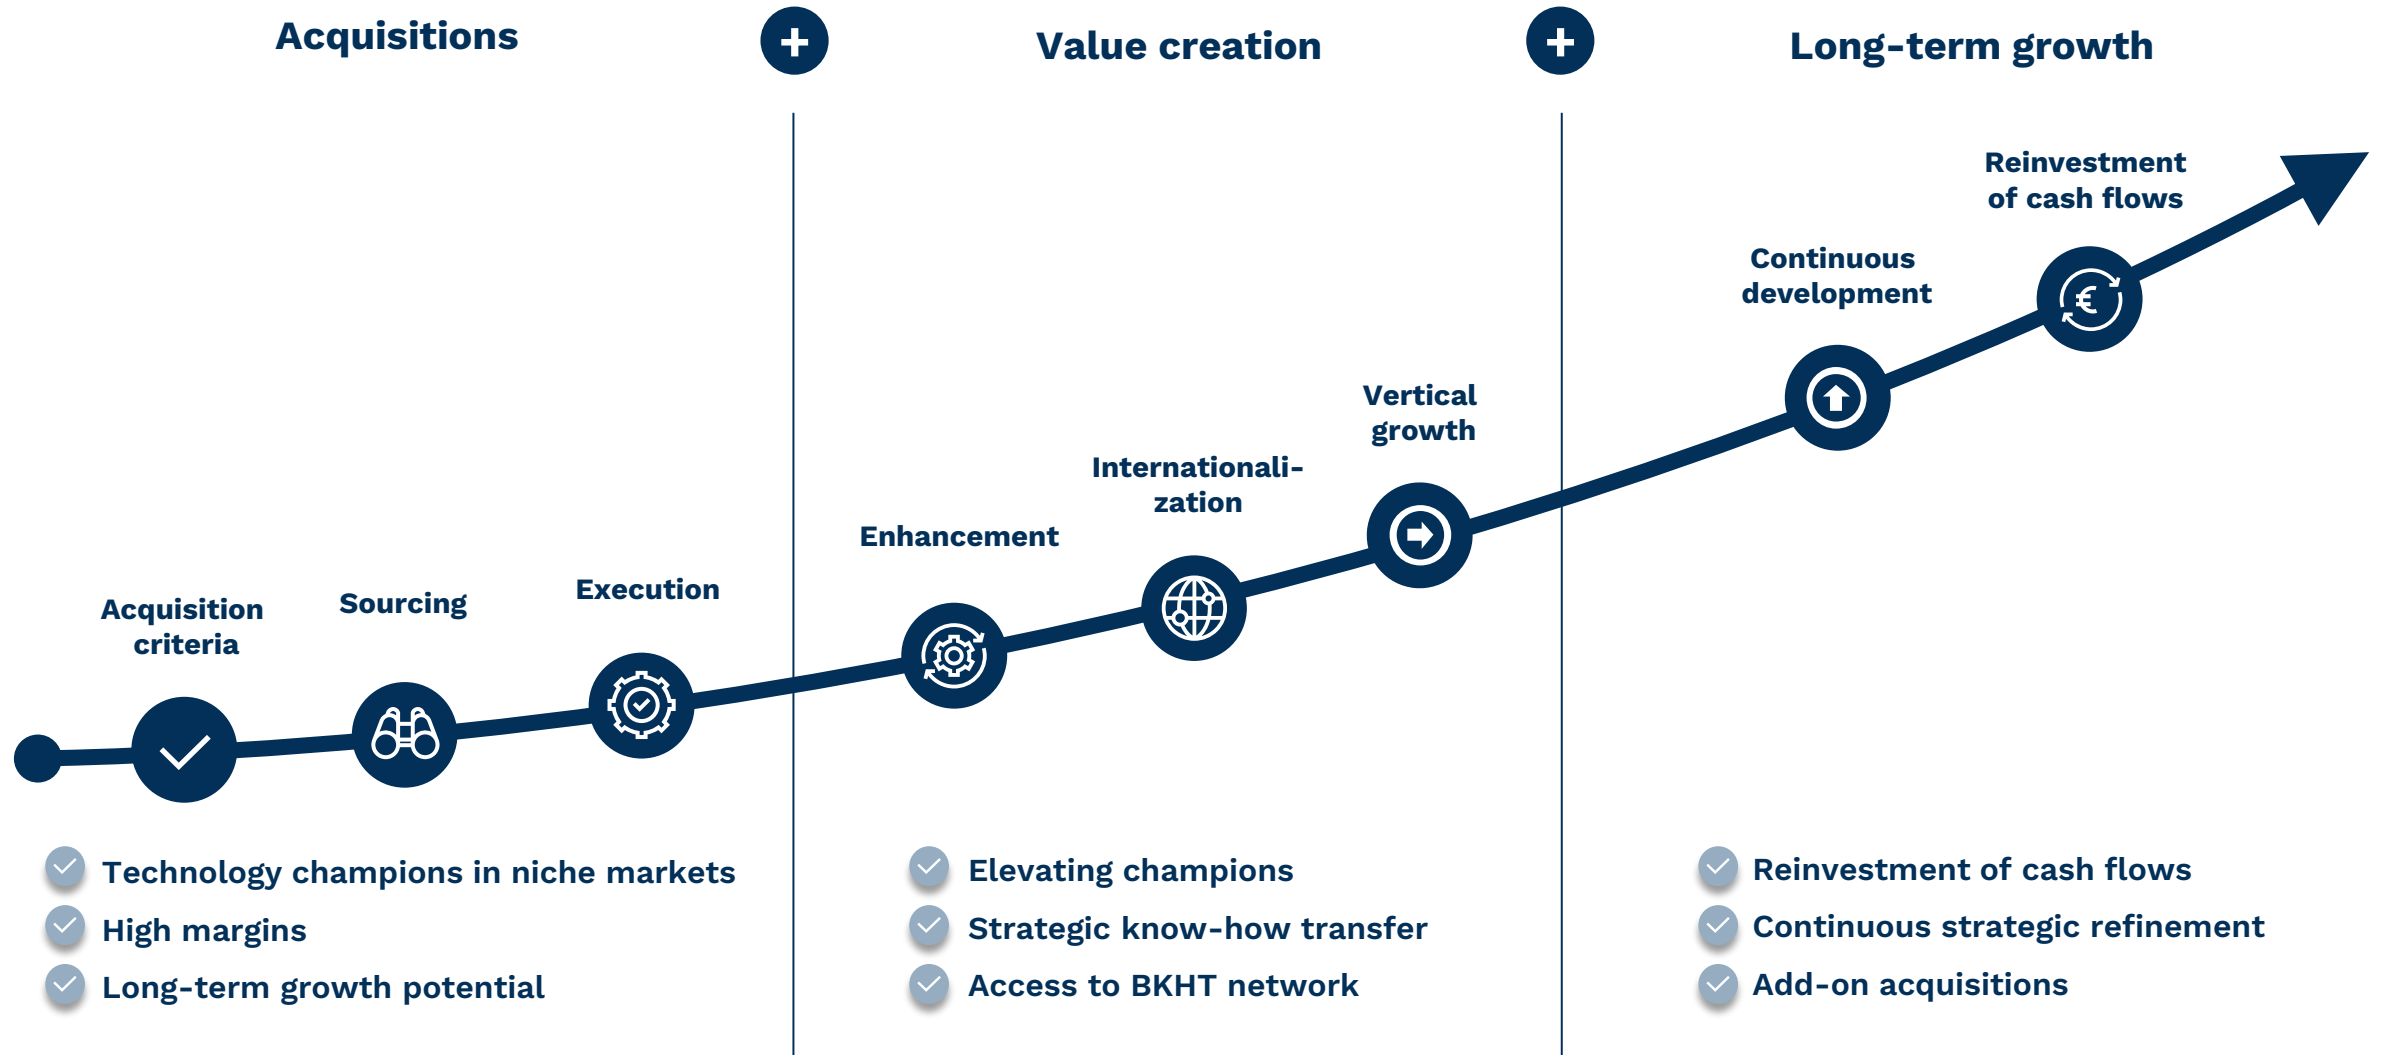 Acquisitions
Value creation
Long-term growth
Acquisition
criteria
Sourcing
Execution
Enhancement
Internationali-
zation
Vertical
growth
Continuous
development
Reinvestment
of cash flows
€
Technology champions in niche markets
High margins
Long-term growth potential
Elevating champions
Strategic know-how transfer
Access to BKHT network
Reinvestment of cash flows
Continuous strategic refinement
Add-on acquisitions